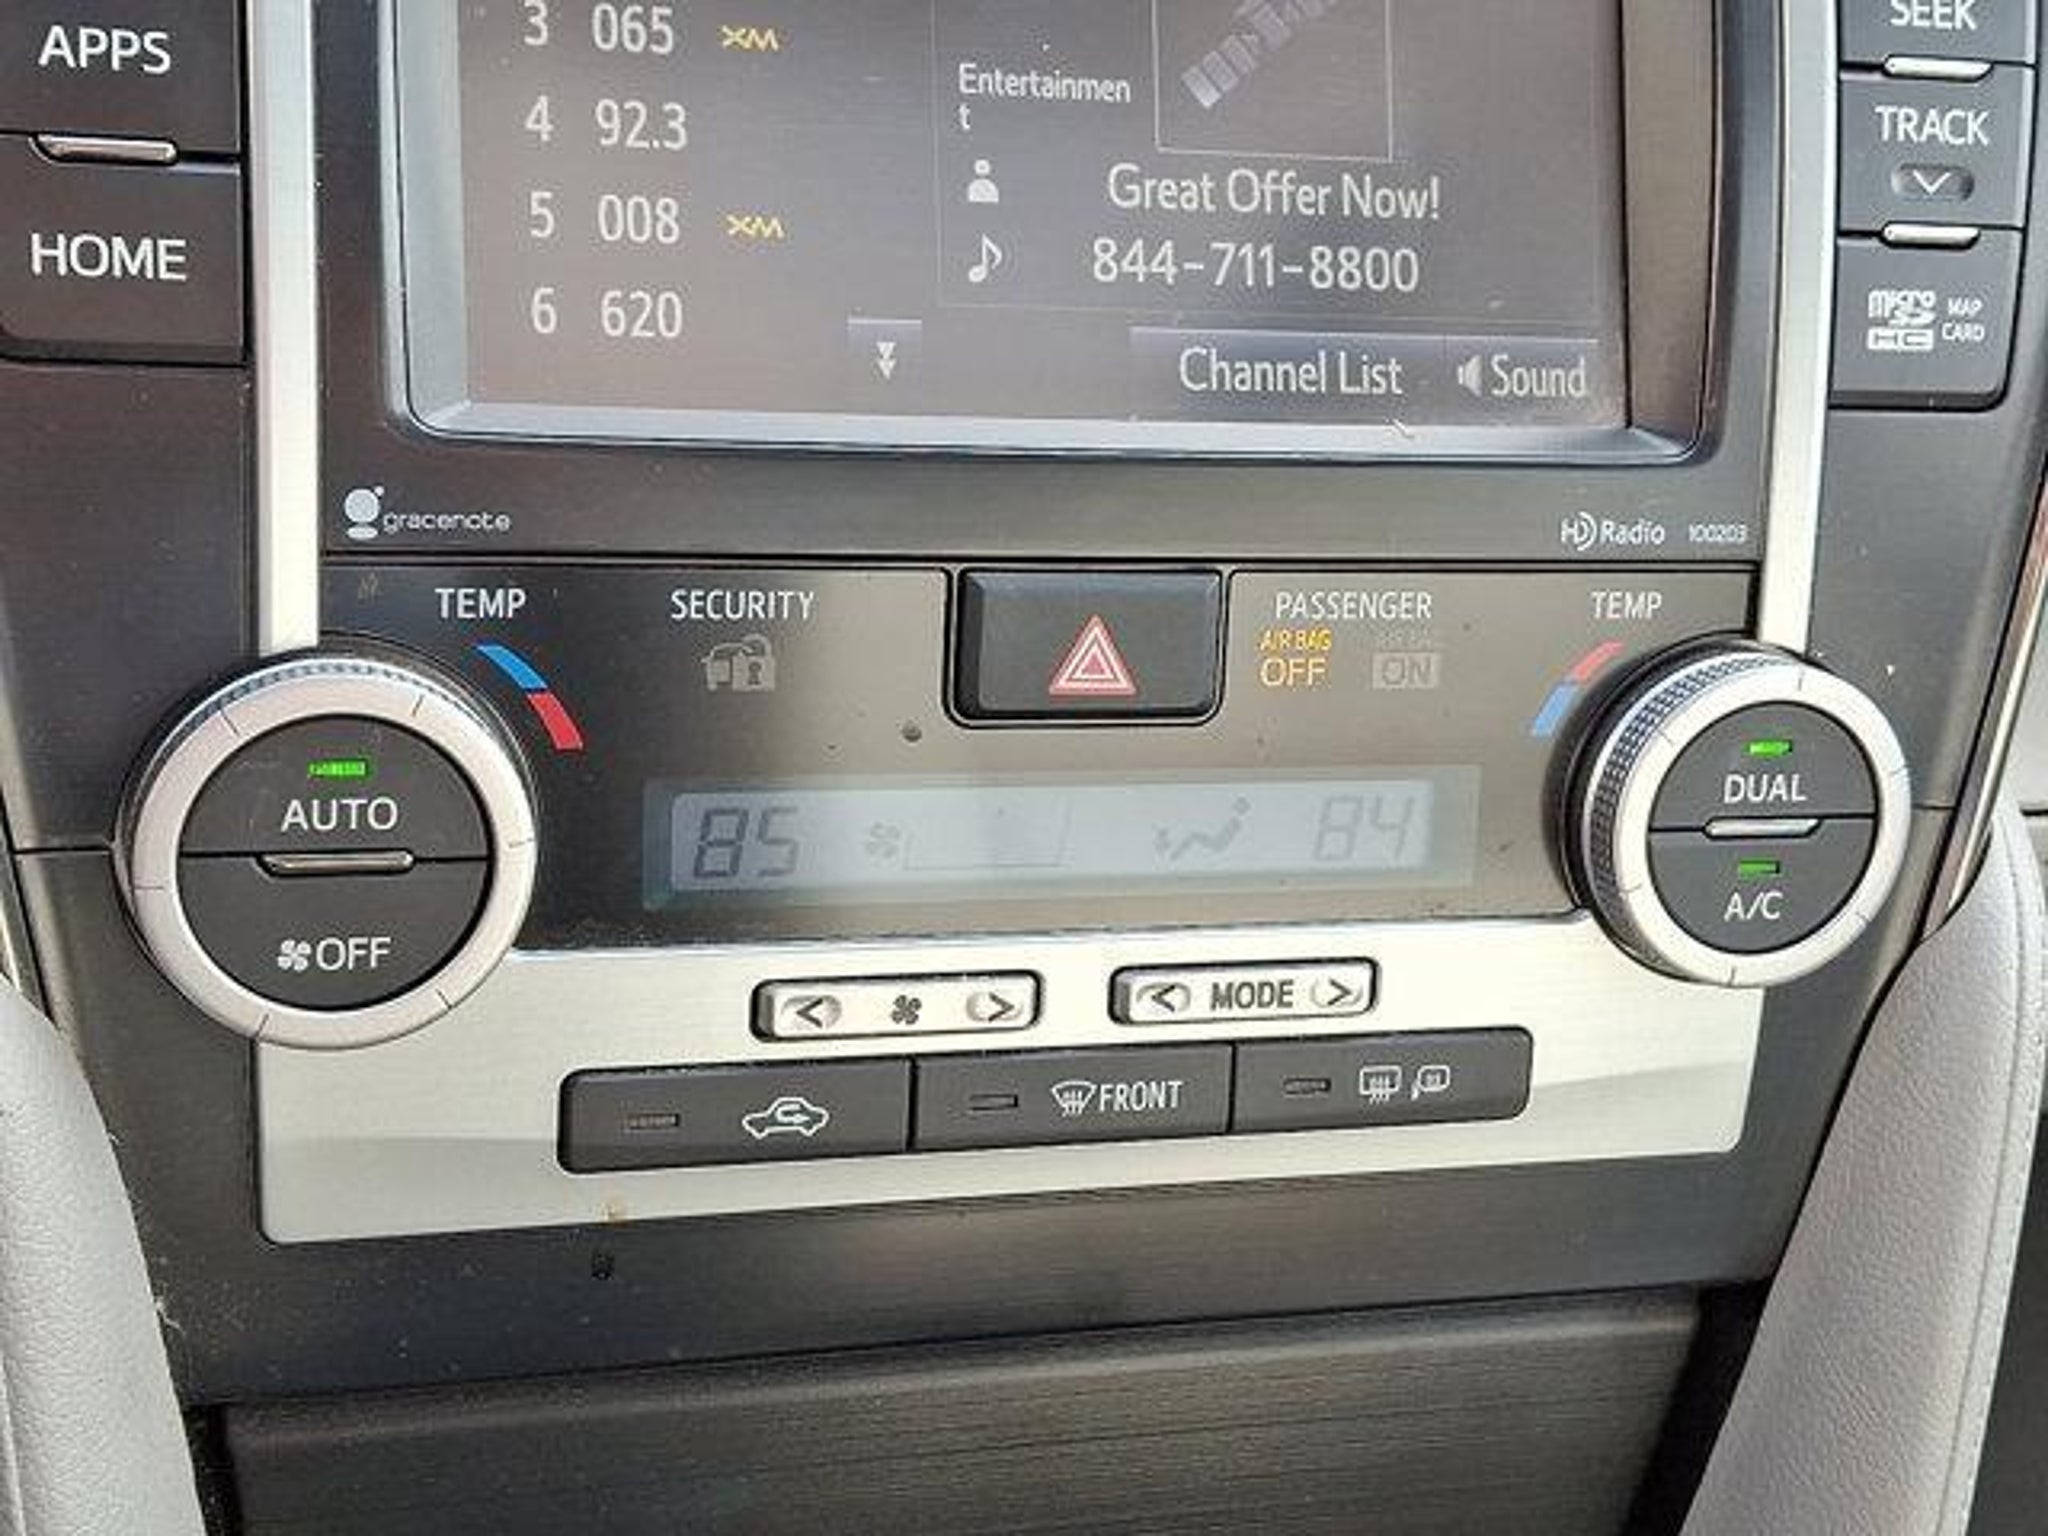 APPS
HOME
3 065 XM
4 92.3
5 008 XM
6 620
Entertainmen
t
Great Offer Now!
844-711-8800
Channel List
Sound
SEEK
TRACK
micro SD HC MAP CARD
gracenote
HD Radio 100203
TEMP
SECURITY
PASSENGER
AIR BAG
OFF
ON
TEMP
AUTO
OFF
85
84
DUAL
A/C
< >
< MODE >
FRONT